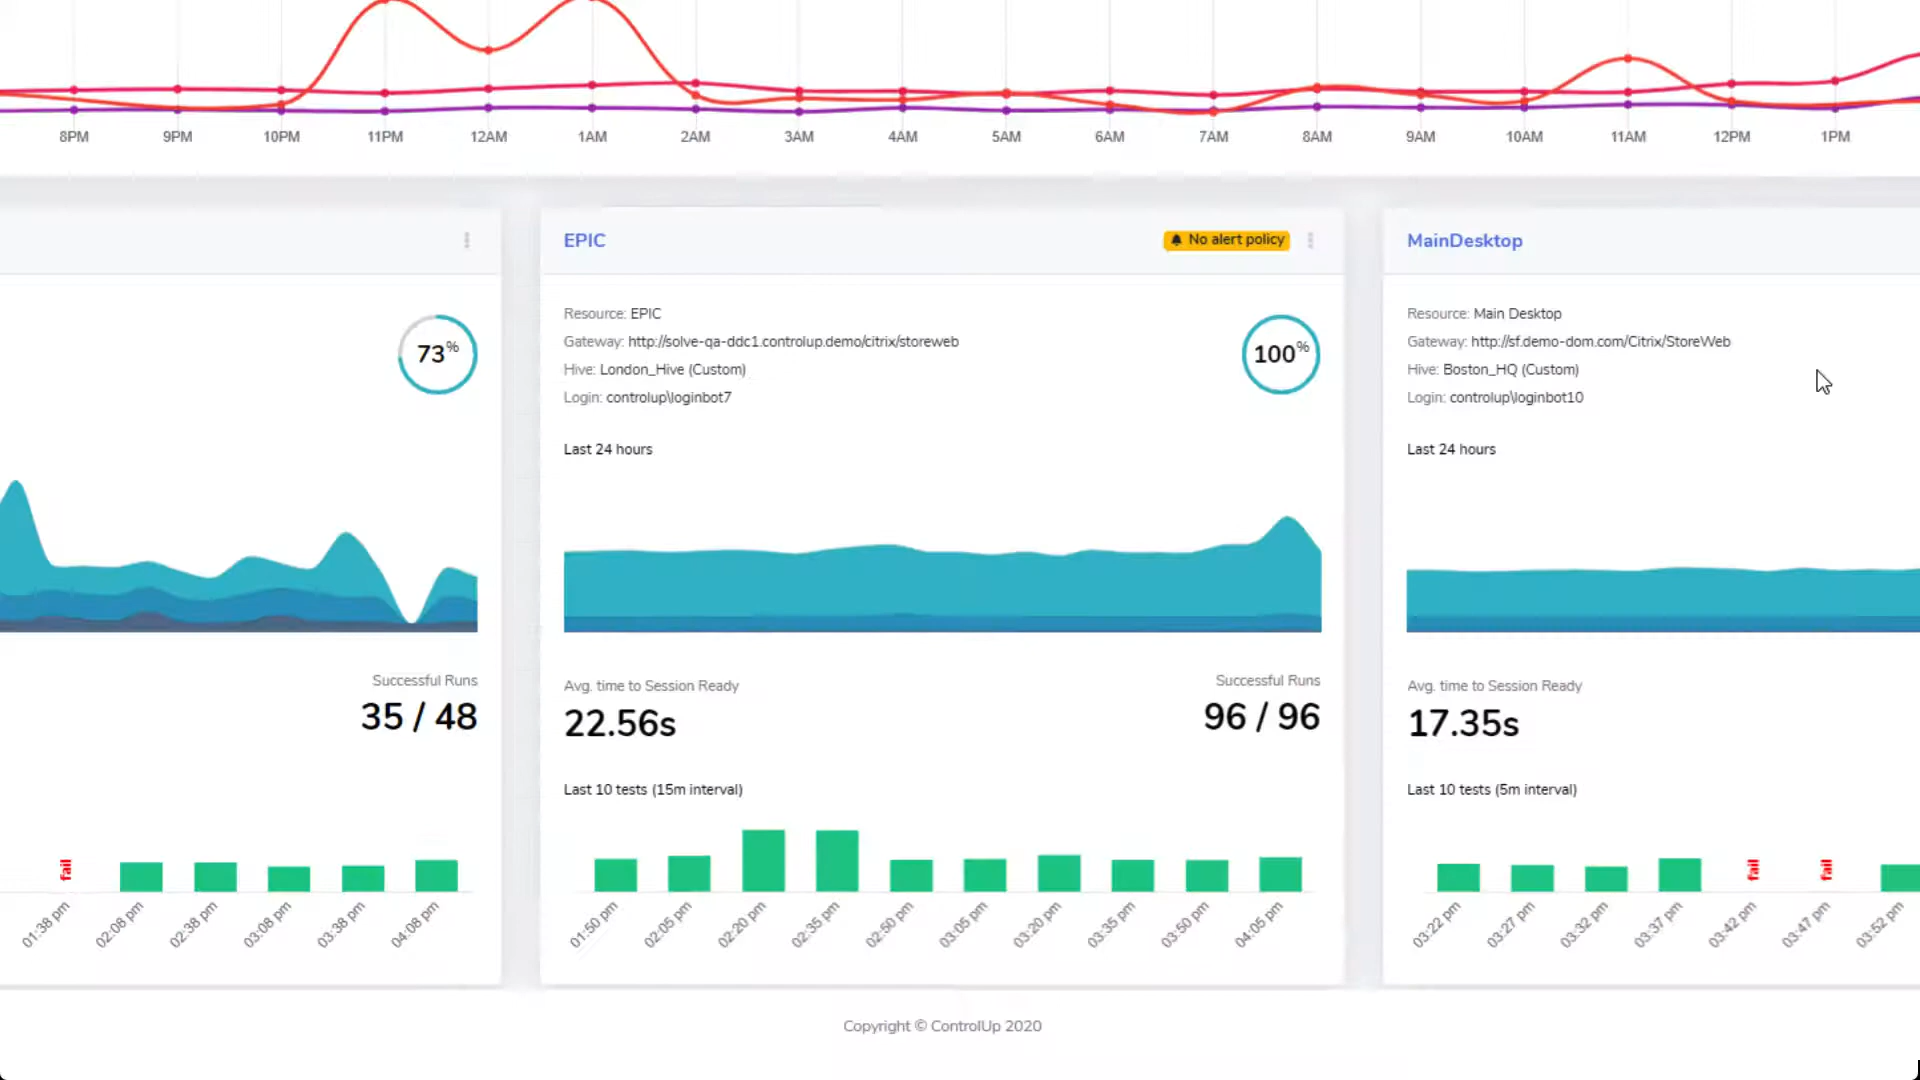 8PM 9PM 10PM 11PM 12AM 1AM 2AM 3AM 4AM 5AM 6AM 7AM 8AM 9AM 10AM 11AM 12PM 1PM
73%
Successful Runs
35 / 48
fail
01:38 pm 02:08 pm 02:38 pm 03:08 pm 03:38 pm 04:08 pm
EPIC
No alert policy
Resource: EPIC
Gateway: http://solve-qa-ddc1.controlup.demo/citrix/storeweb
Hive: London_Hive (Custom)
Login: controlup\loginbot7
100%
Last 24 hours
Avg. time to Session Ready
22.56s
Successful Runs
96 / 96
Last 10 tests (15m interval)
01:50 pm 02:05 pm 02:20 pm 02:35 pm 02:50 pm 03:05 pm 03:20 pm 03:35 pm 03:50 pm 04:05 pm
MainDesktop
Resource: Main Desktop
Gateway: http://sf.demo-dom.com/Citrix/StoreWeb
Hive: Boston_HQ (Custom)
Login: controlup\loginbot10
Last 24 hours
Avg. time to Session Ready
17.35s
Last 10 tests (5m interval)
fail fail
03:22 pm 03:27 pm 03:32 pm 03:37 pm 03:42 pm 03:47 pm 03:52 pm
Copyright © ControlUp 2020